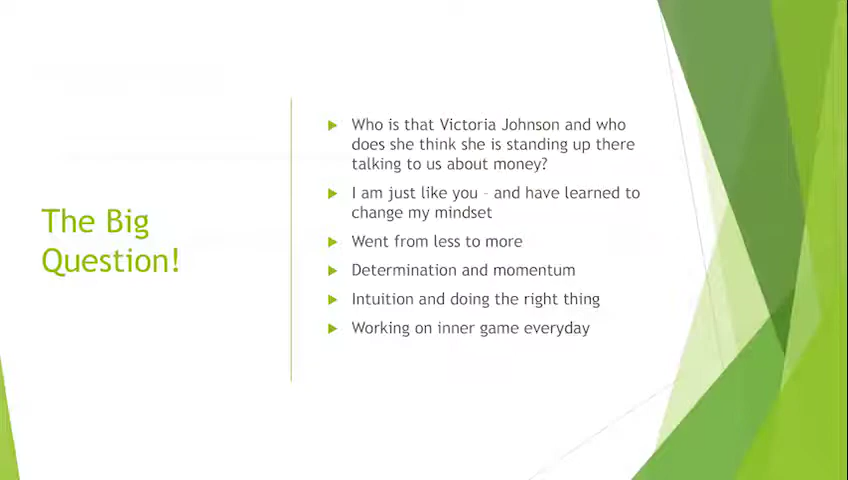 The Big
Question!
Who is that Victoria Johnson and who
does she think she is standing up there
talking to us about money?
I am just like you – and have learned to
change my mindset
Went from less to more
Determination and momentum
Intuition and doing the right thing
Working on inner game everyday